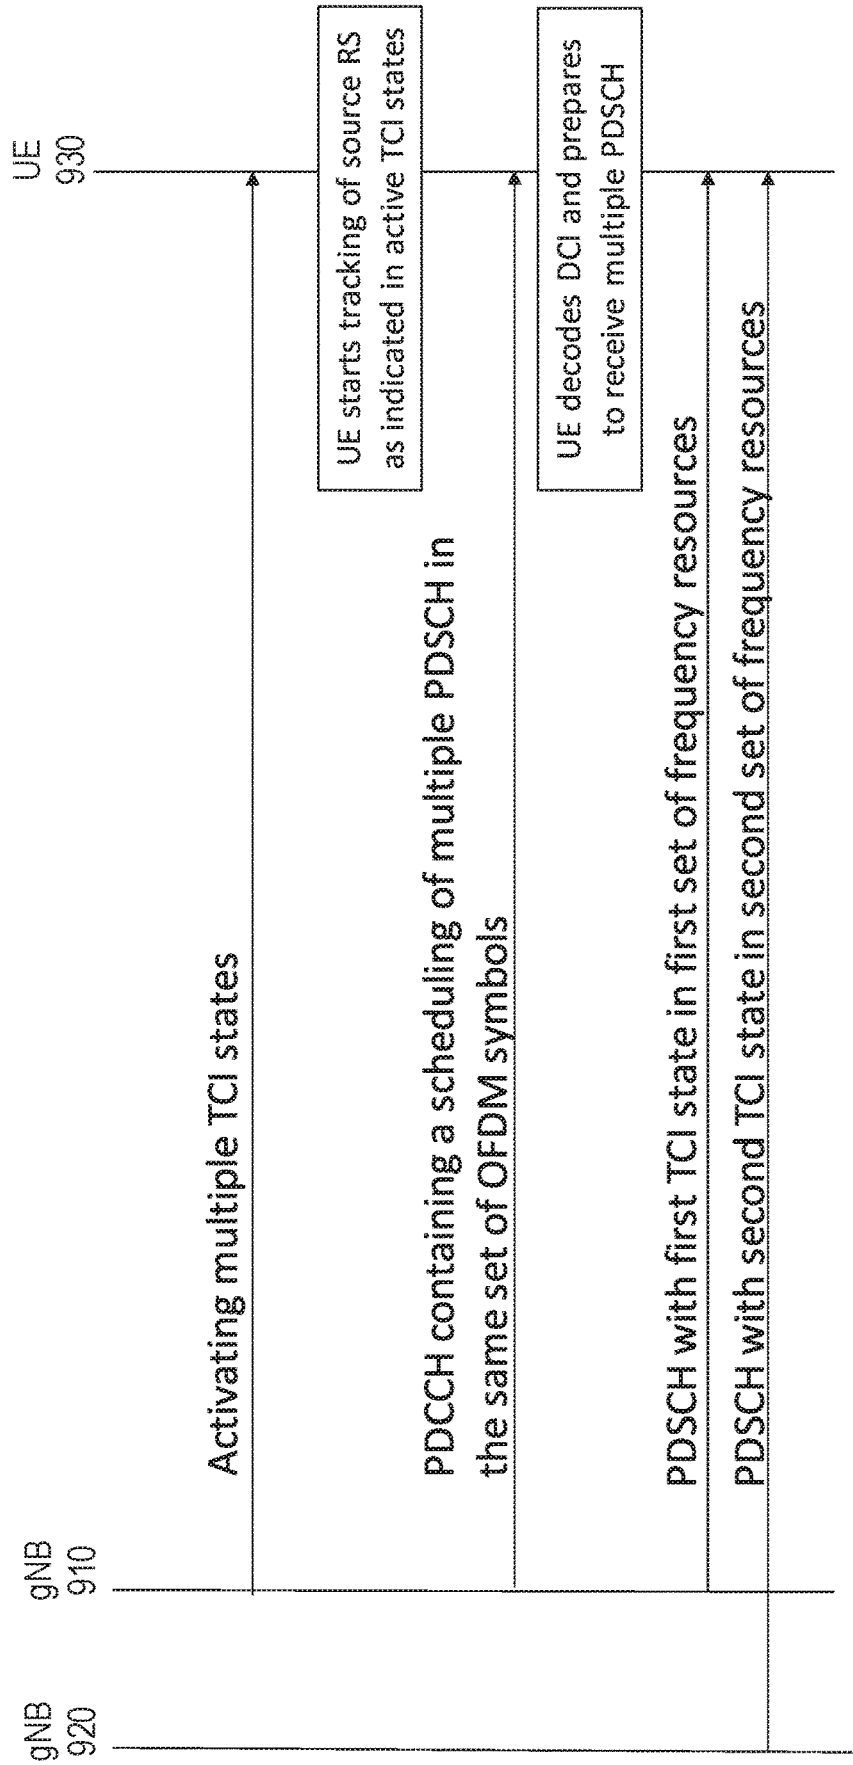 gNB
920
gNB
910
UE
930
Activating multiple TCI states
UE starts tracking of source RS
as indicated in active TCI states
PDCCH containing a scheduling of multiple PDSCH in
the same set of OFDM symbols
UE decodes DCI and prepares
to receive multiple PDSCH
PDSCH with first TCI state in first set of frequency resources
PDSCH with second TCI state in second set of frequency resources